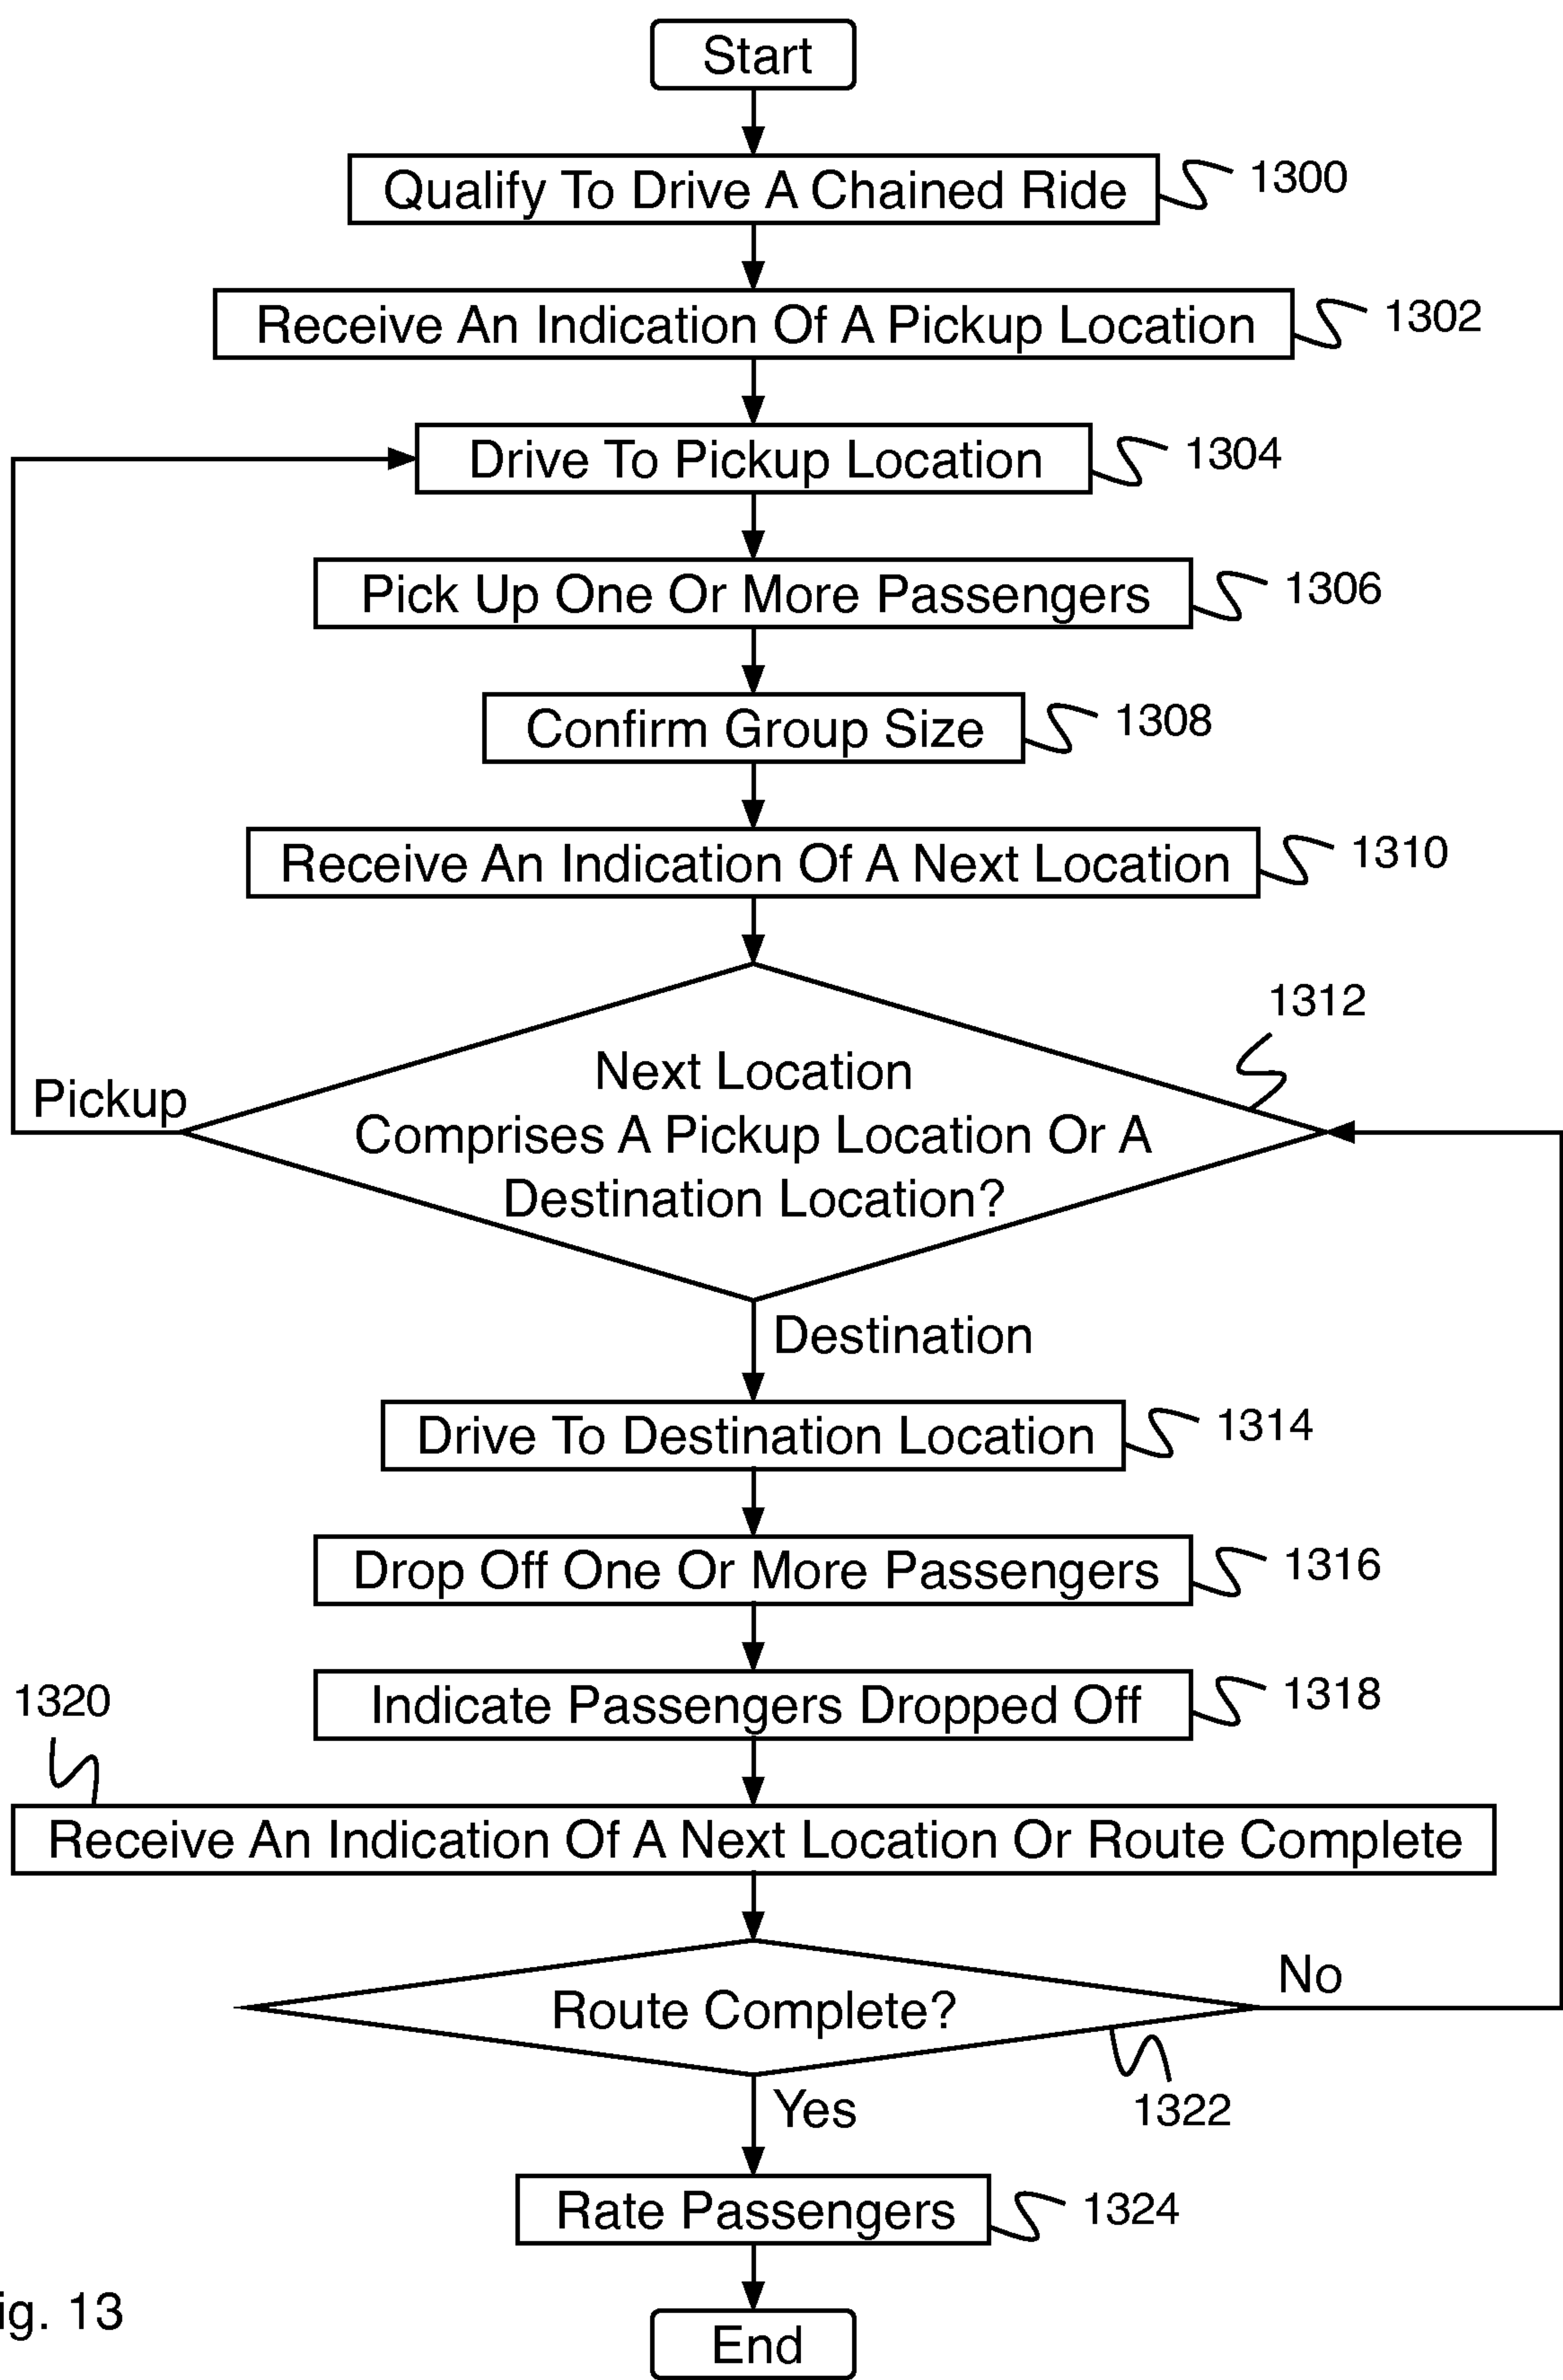 Start
Qualify To Drive A Chained Ride
1300
Receive An Indication Of A Pickup Location
1302
Drive To Pickup Location
1304
Pick Up One Or More Passengers
1306
Confirm Group Size
1308
Receive An Indication Of A Next Location
1310
1312
Next Location
Comprises A Pickup Location Or A
Destination Location?
Pickup
Destination
Drive To Destination Location
1314
Drop Off One Or More Passengers
1316
Indicate Passengers Dropped Off
1318
1320
Receive An Indication Of A Next Location Or Route Complete
Route Complete?
No
1322
Yes
Rate Passengers
1324
ig. 13
End